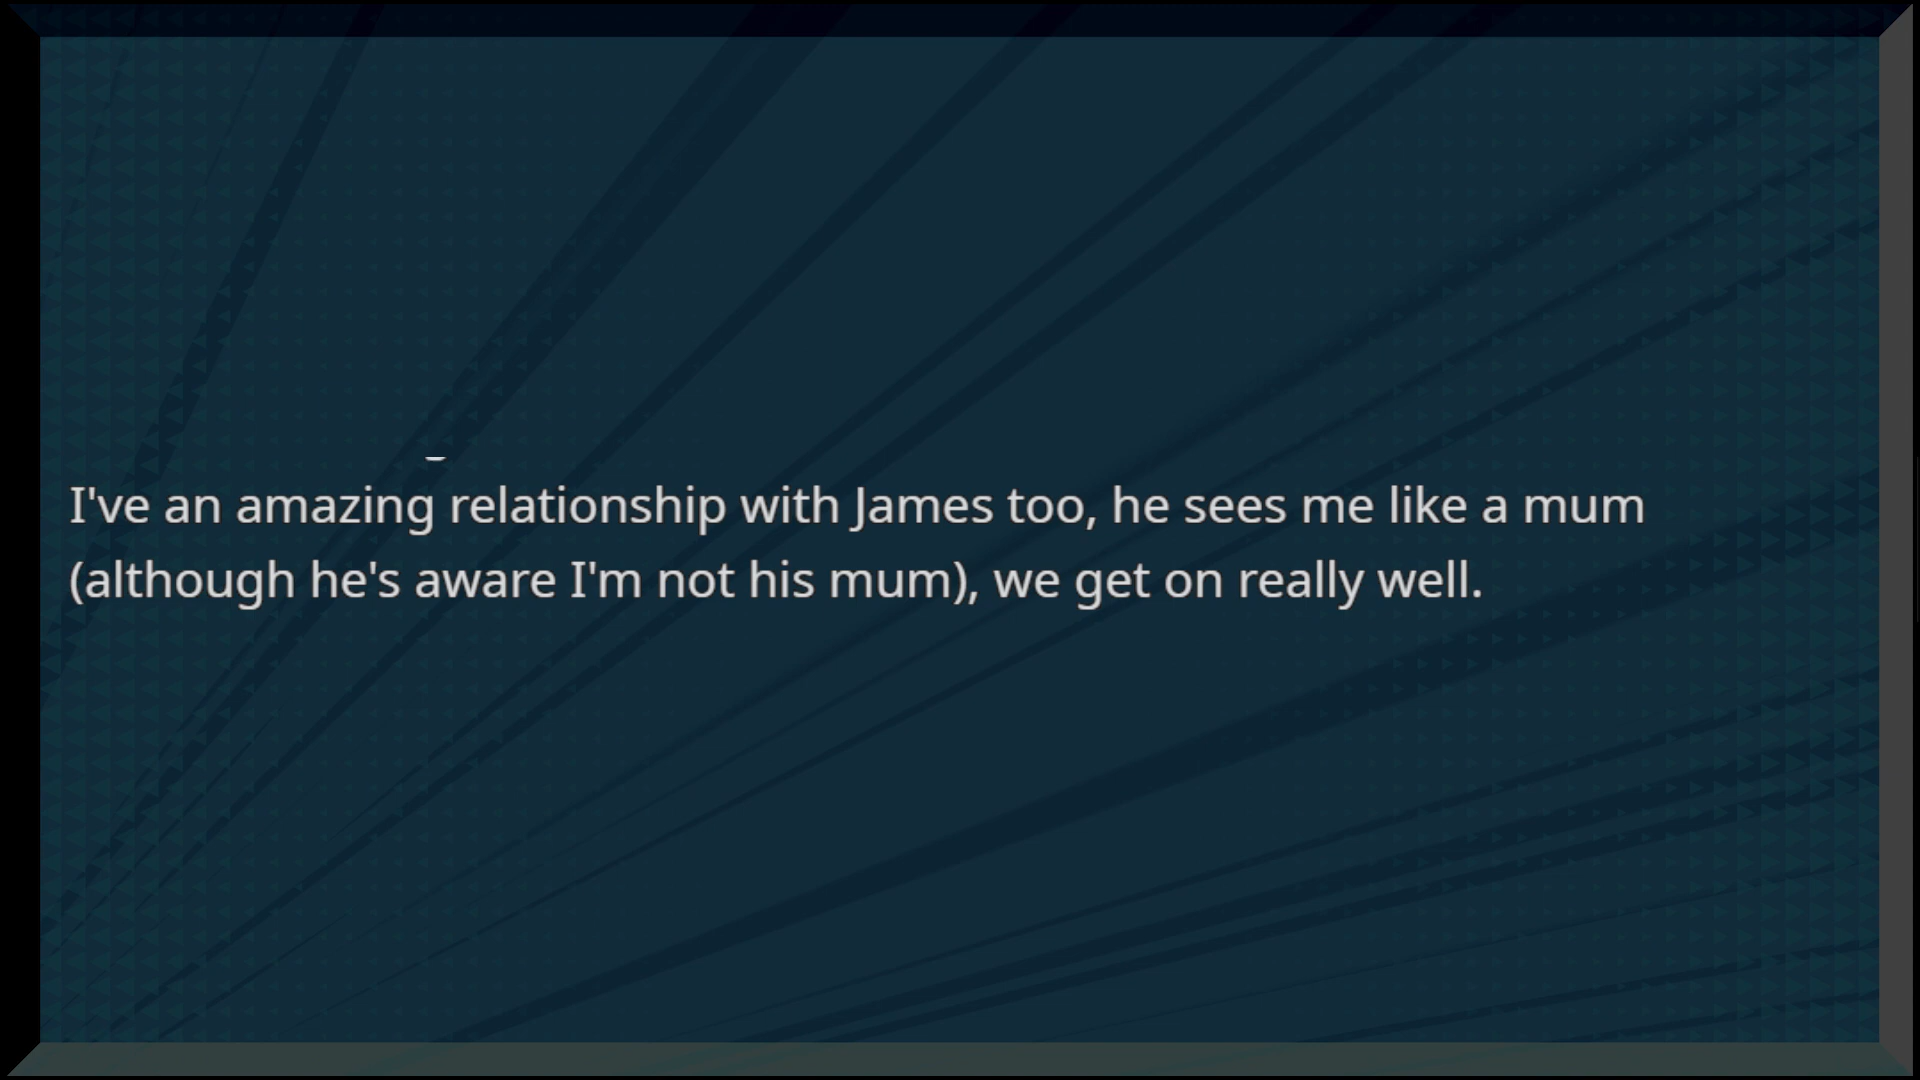 I've an amazing relationship with James too, he sees me like a mum
(although he's aware I'm not his mum), we get on really well.